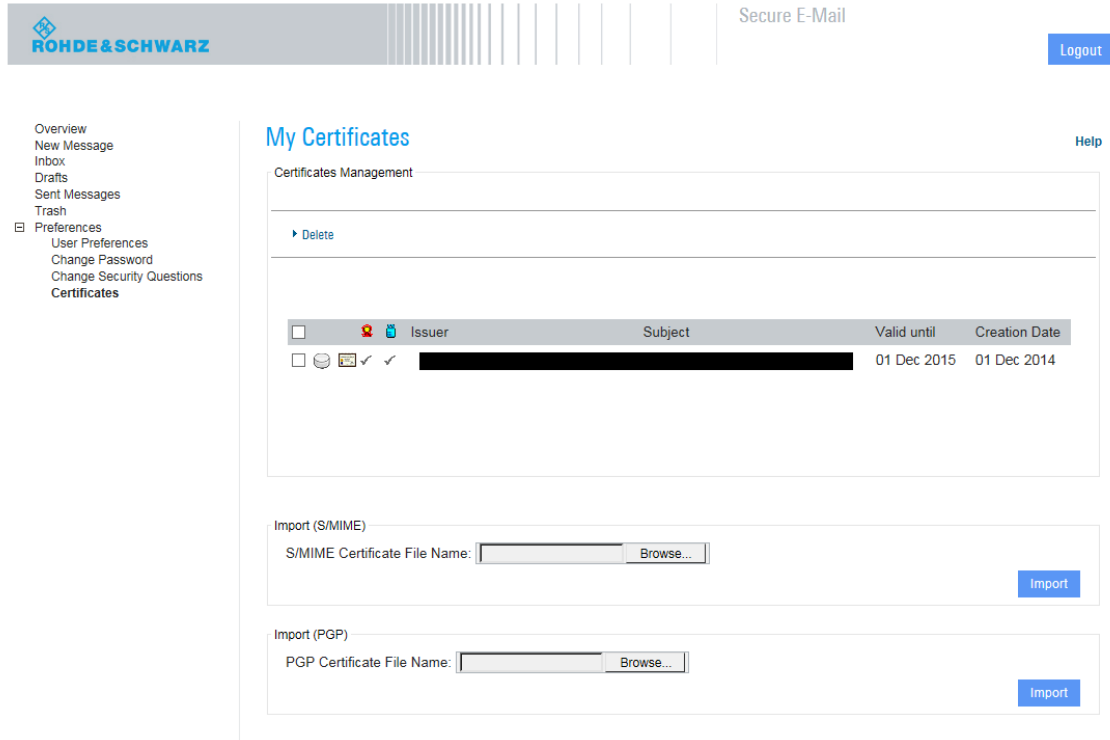 Secure E-Mail
ROHDE&SCHWARZ
Logout
Overview
New Message
Inbox
Drafts
Sent Messages
Trash
Preferences
User Preferences
Change Password
Change Security Questions
Certificates
My Certificates
Help
Certificates Management
Delete
Issuer Subject Valid until Creation Date
01 Dec 2015 01 Dec 2014
Import (S/MIME)
S/MIME Certificate File Name: Browse...
Import
Import (PGP)
PGP Certificate File Name: Browse...
Import